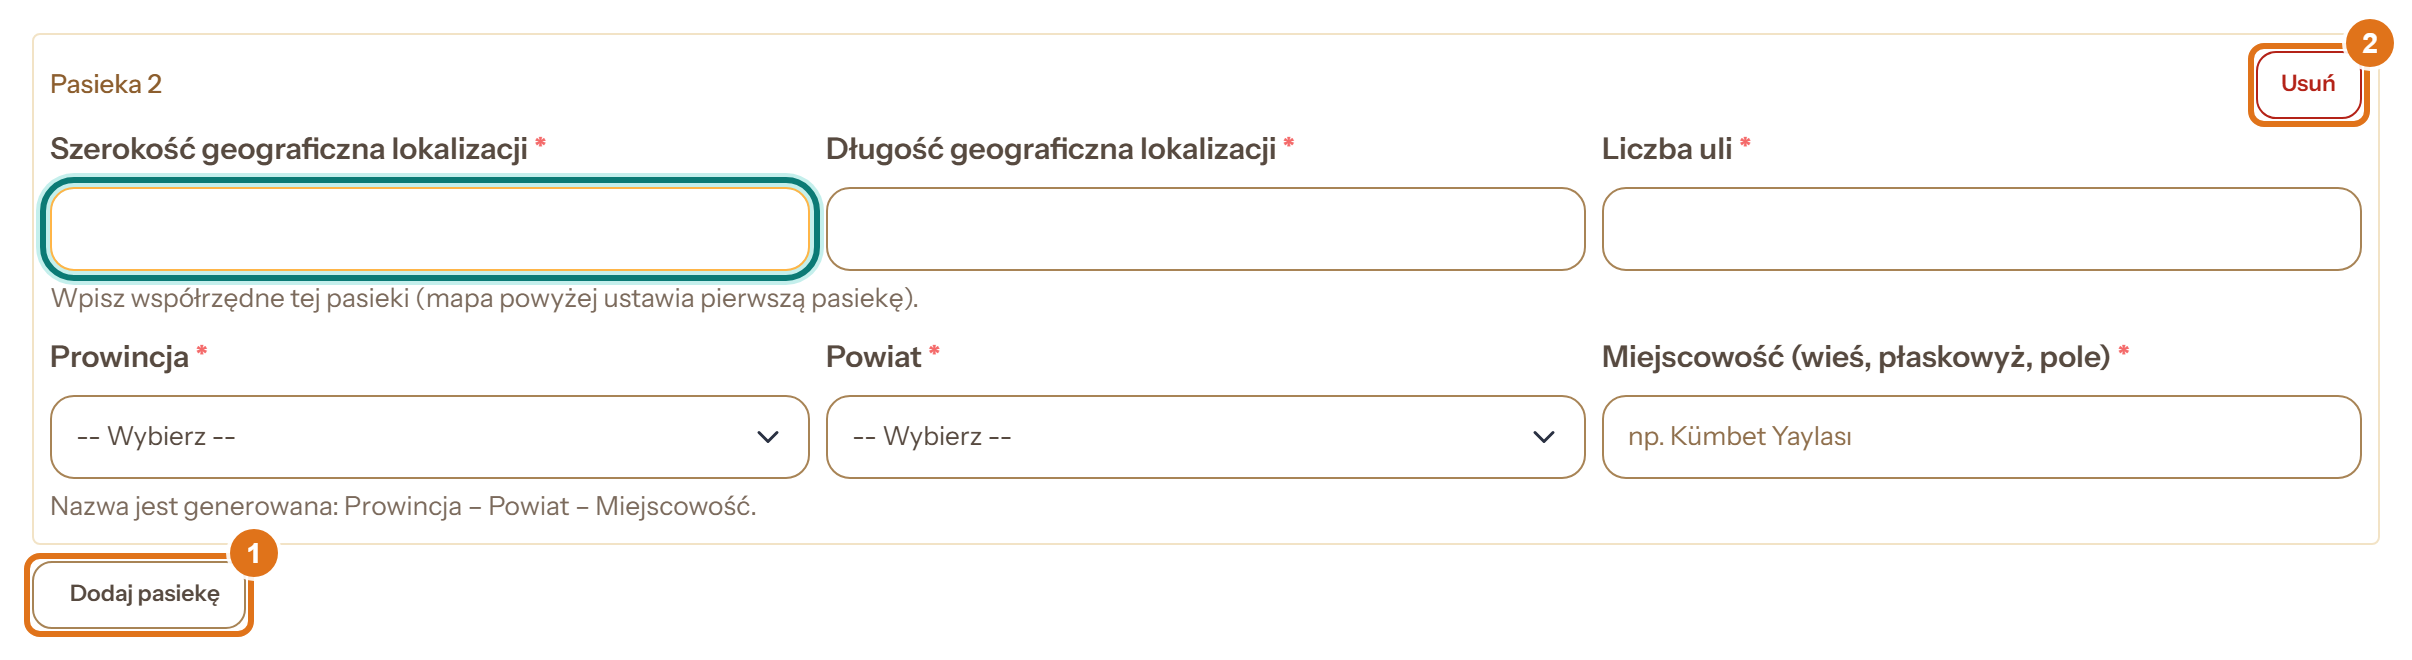 Pasieka 2
Usuń
2
Szerokość geograficzna lokalizacji *
Długość geograficzna lokalizacji *
Liczba uli *
Wpisz współrzędne tej pasieki (mapa powyżej ustawia pierwszą pasiekę).
Prowincja *
Powiat *
Miejscowość (wieś, płaskowyż, pole) *
-- Wybierz --
-- Wybierz --
np. Kümbet Yaylası
Nazwa jest generowana: Prowincja – Powiat – Miejscowość.
1
Dodaj pasiekę